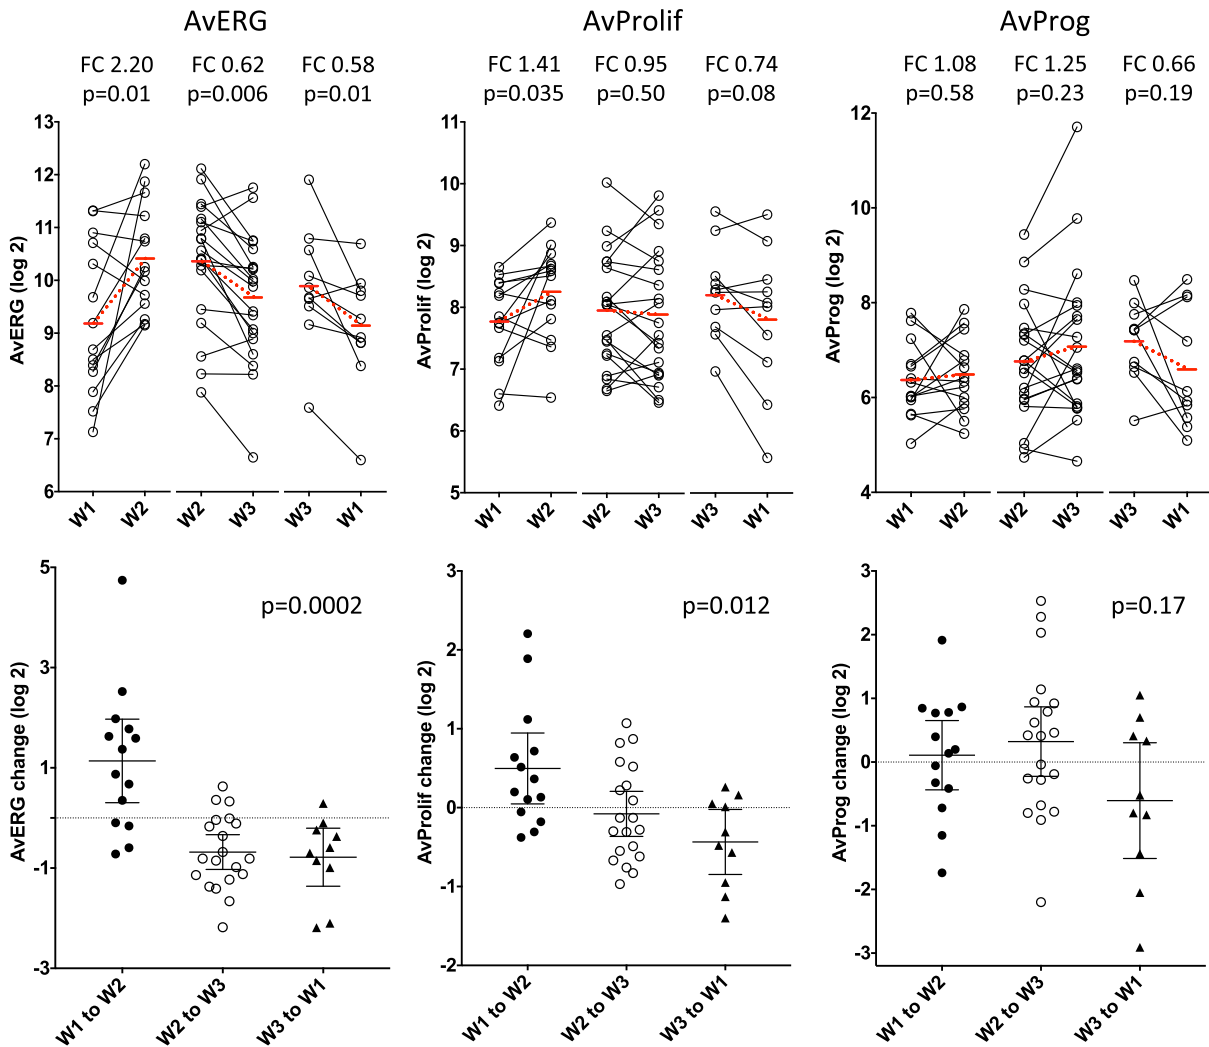 AvERG
AvProlif
AvProg
FC 2.20
p=0.01
FC 0.62
p=0.006
FC 0.58
p=0.01
FC 1.41
p=0.035
FC 0.95
p=0.50
FC 0.74
p=0.08
FC 1.08
p=0.58
FC 1.25
p=0.23
FC 0.66
p=0.19
AvERG (log 2)
13
12
11
10
9
8
7
6
W1
W2
W2
W3
W3
W1
AvProlif (log 2)
11
10
9
8
7
6
5
W1
W2
W2
W3
W3
W1
AvProg (log 2)
12
10
8
6
4
W1
W2
W2
W3
W3
W1
AvERG change (log 2)
5
3
1
-1
-3
p=0.0002
W1 to W2
W2 to W3
W3 to W1
AvProlif change (log 2)
3
2
1
0
-1
-2
p=0.012
W1 to W2
W2 to W3
W3 to W1
AvProg change (log 2)
3
2
1
0
-1
-2
-3
p=0.17
W1 to W2
W2 to W3
W3 to W1